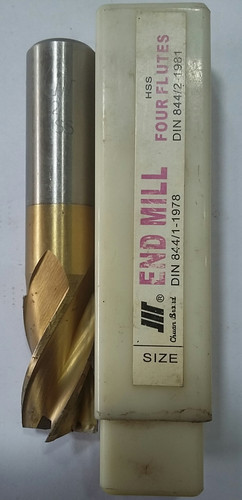 HSS
END MILL FOUR FLUTES
DIN 844/1-1978 DIN 844/2-1981
®
SIZE